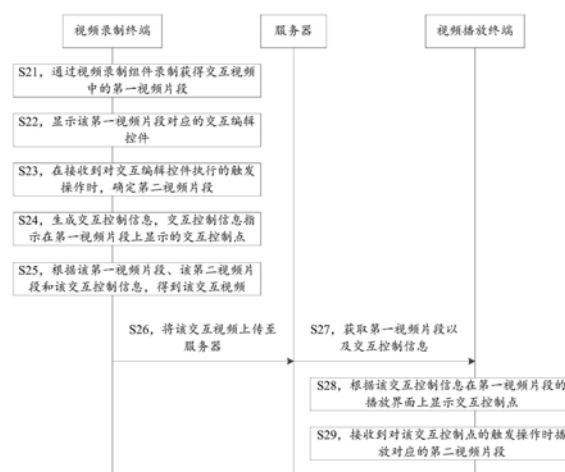 视频录制终端
服务器
视频播放终端
S21，通过视频录制组件录制获得交互视频
中的第一视频片段
S22，显示该第一视频片段对应的交互编辑
控件
S23，在接收到对交互编辑控件执行的触发
操作时，确定第二视频片段
S24，生成交互控制信息，交互控制信息指
示在第一视频片段上显示的交互控制点
S25，根据该第一视频片段、该第二视频片
段和该交互控制信息，得到该交互视频
S26，将该交互视频上传至
服务器
S27，获取第一视频片段以
及交互控制信息
S28，根据该交互控制信息在第一视频片段的
播放界面上显示交互控制点
S29，接收到对该交互控制点的触发操作时播
放对应的第二视频片段